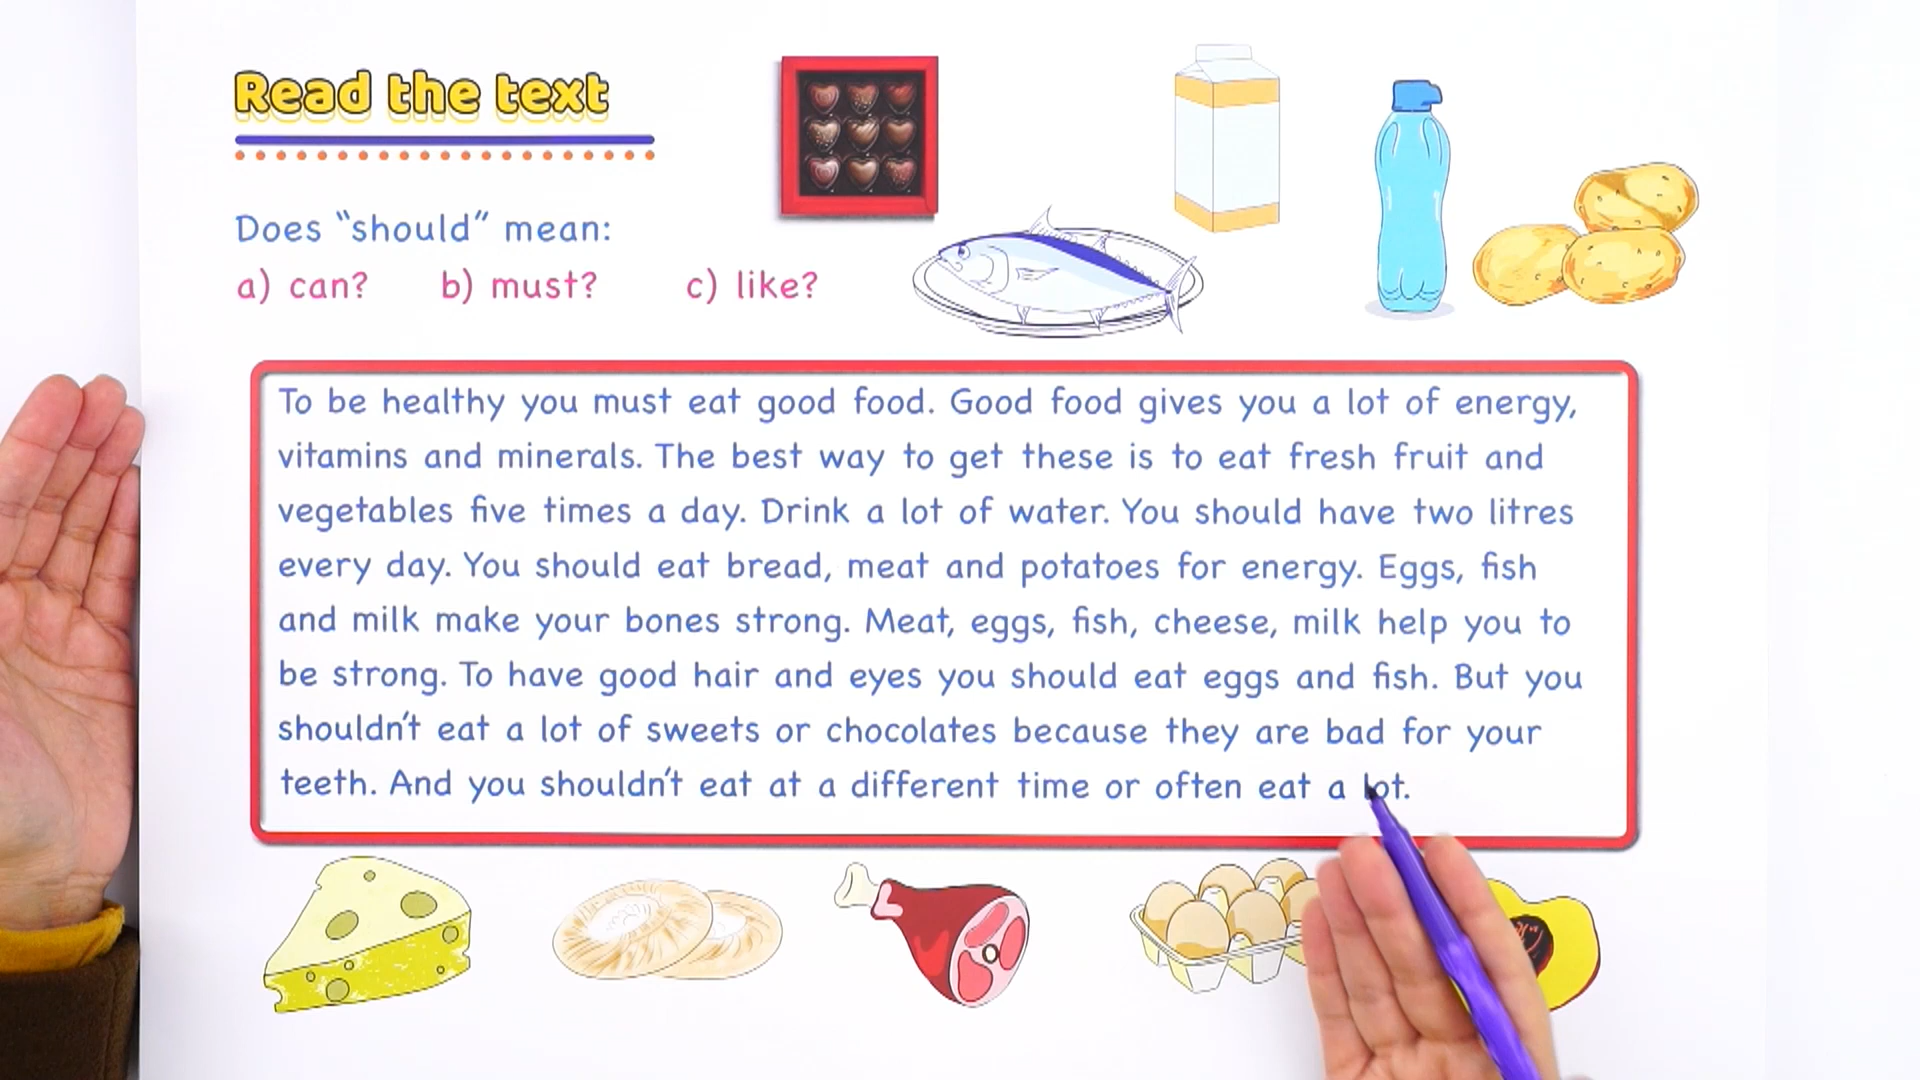 Read the text
Does “should” mean:
a) can? b) must? c) like?
To be healthy you must eat good food. Good food gives you a lot of energy,
vitamins and minerals. The best way to get these is to eat fresh fruit and
vegetables five times a day. Drink a lot of water. You should have two litres
every day. You should eat bread, meat and potatoes for energy. Eggs, fish
and milk make your bones strong. Meat, eggs, fish, cheese, milk help you to
be strong. To have good hair and eyes you should eat eggs and fish. But you
shouldn't eat a lot of sweets or chocolates because they are bad for your
teeth. And you shouldn't eat at a different time or often eat a lot.